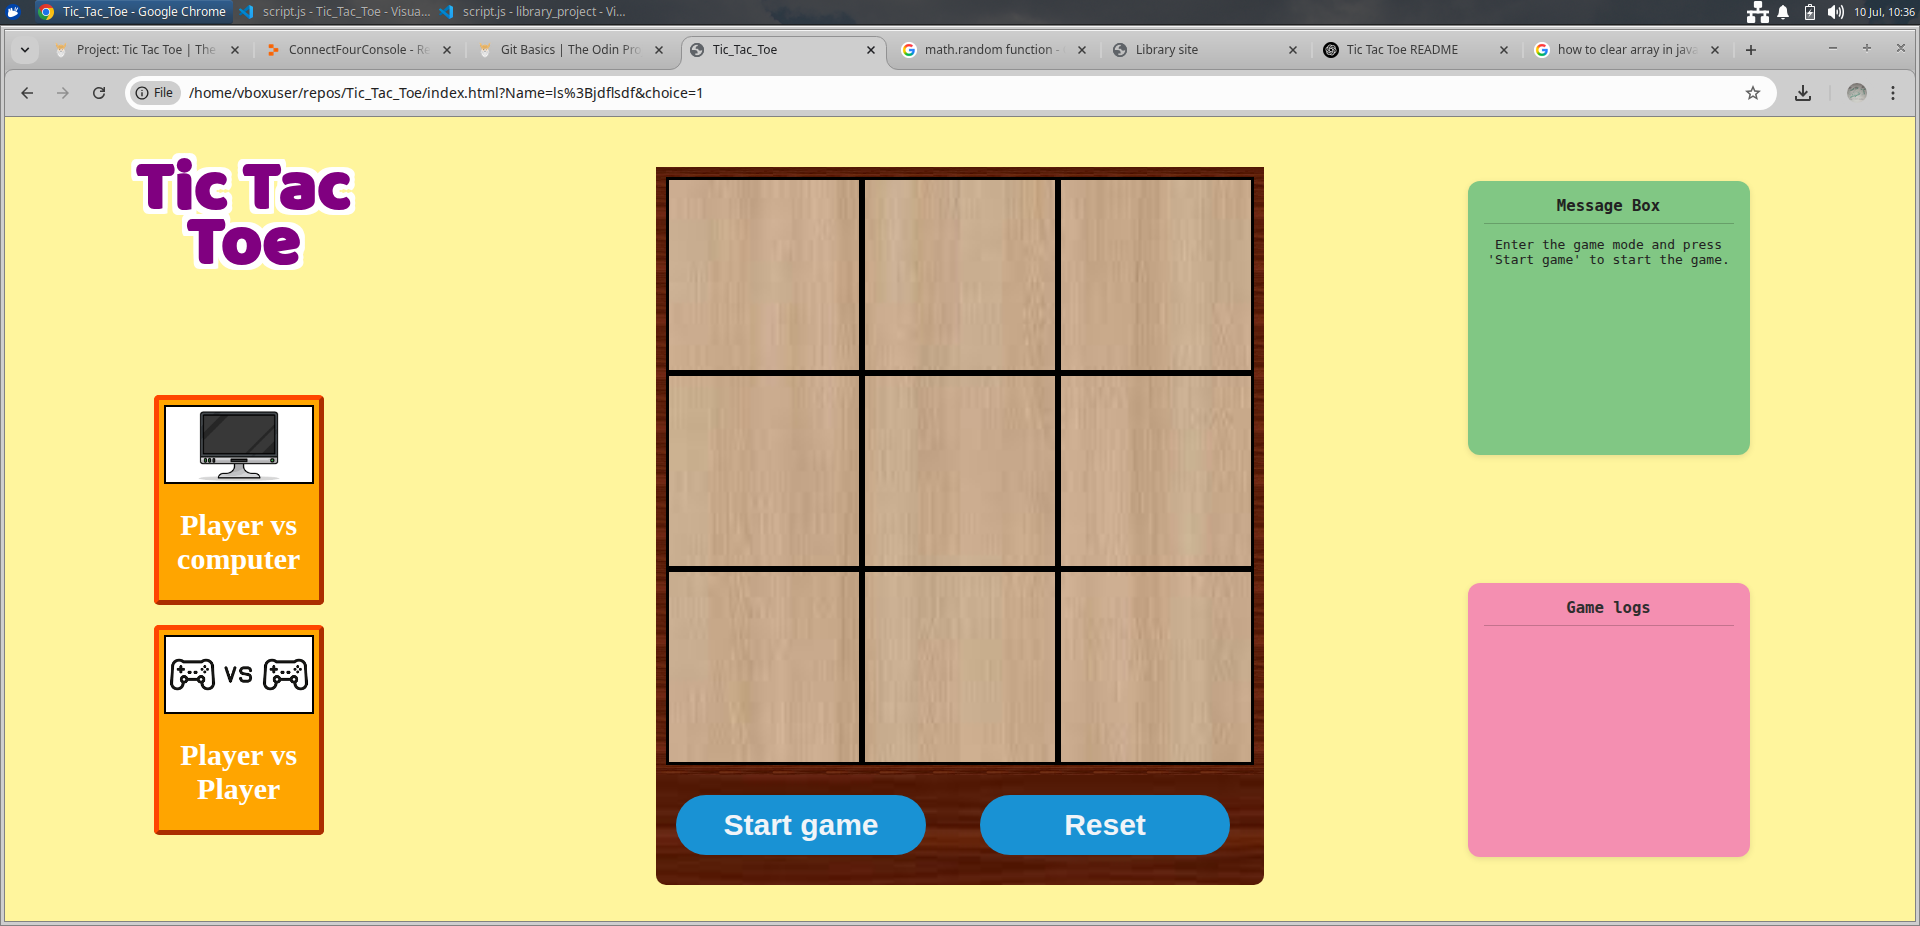 Tic_Tac_Toe - Google Chrome
script.js - Tic_Tac_Toe - Visua...
script.js - library_project - Vi...
10 Jul, 10:36
Project: Tic Tac Toe | The
ConnectFourConsole - Re
Git Basics | The Odin Pro
Tic_Tac_Toe
math.random function -
Library site
Tic Tac Toe README
how to clear array in java
File
/home/vboxuser/repos/Tic_Tac_Toe/index.html?Name=ls%3Bjdflsdf&choice=1
Tic Tac
Toe
Player vs
computer
VS
Player vs
Player
Start game
Reset
Message Box
Enter the game mode and press
'Start game' to start the game.
Game logs